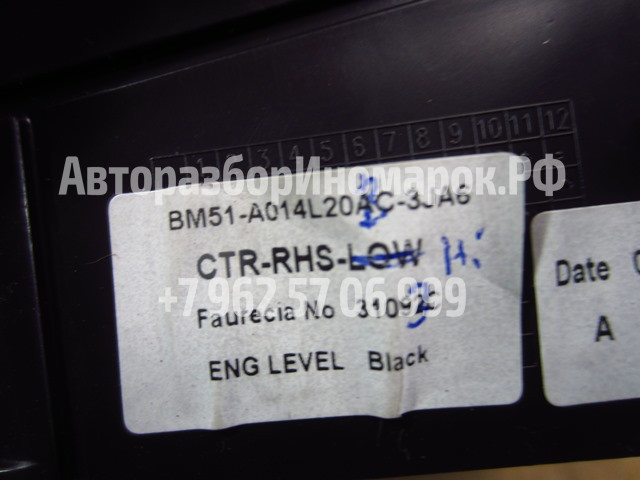 1 2 3 4 5 6 7 8 9 10 11 12
АвторазборИномарок.РФ
BM51-A014L20AC-3JA6
CTR-RHS-LOW Hi
+7 962 57 06 999
Faurecia No
ENG LEVEL Black
Date
A